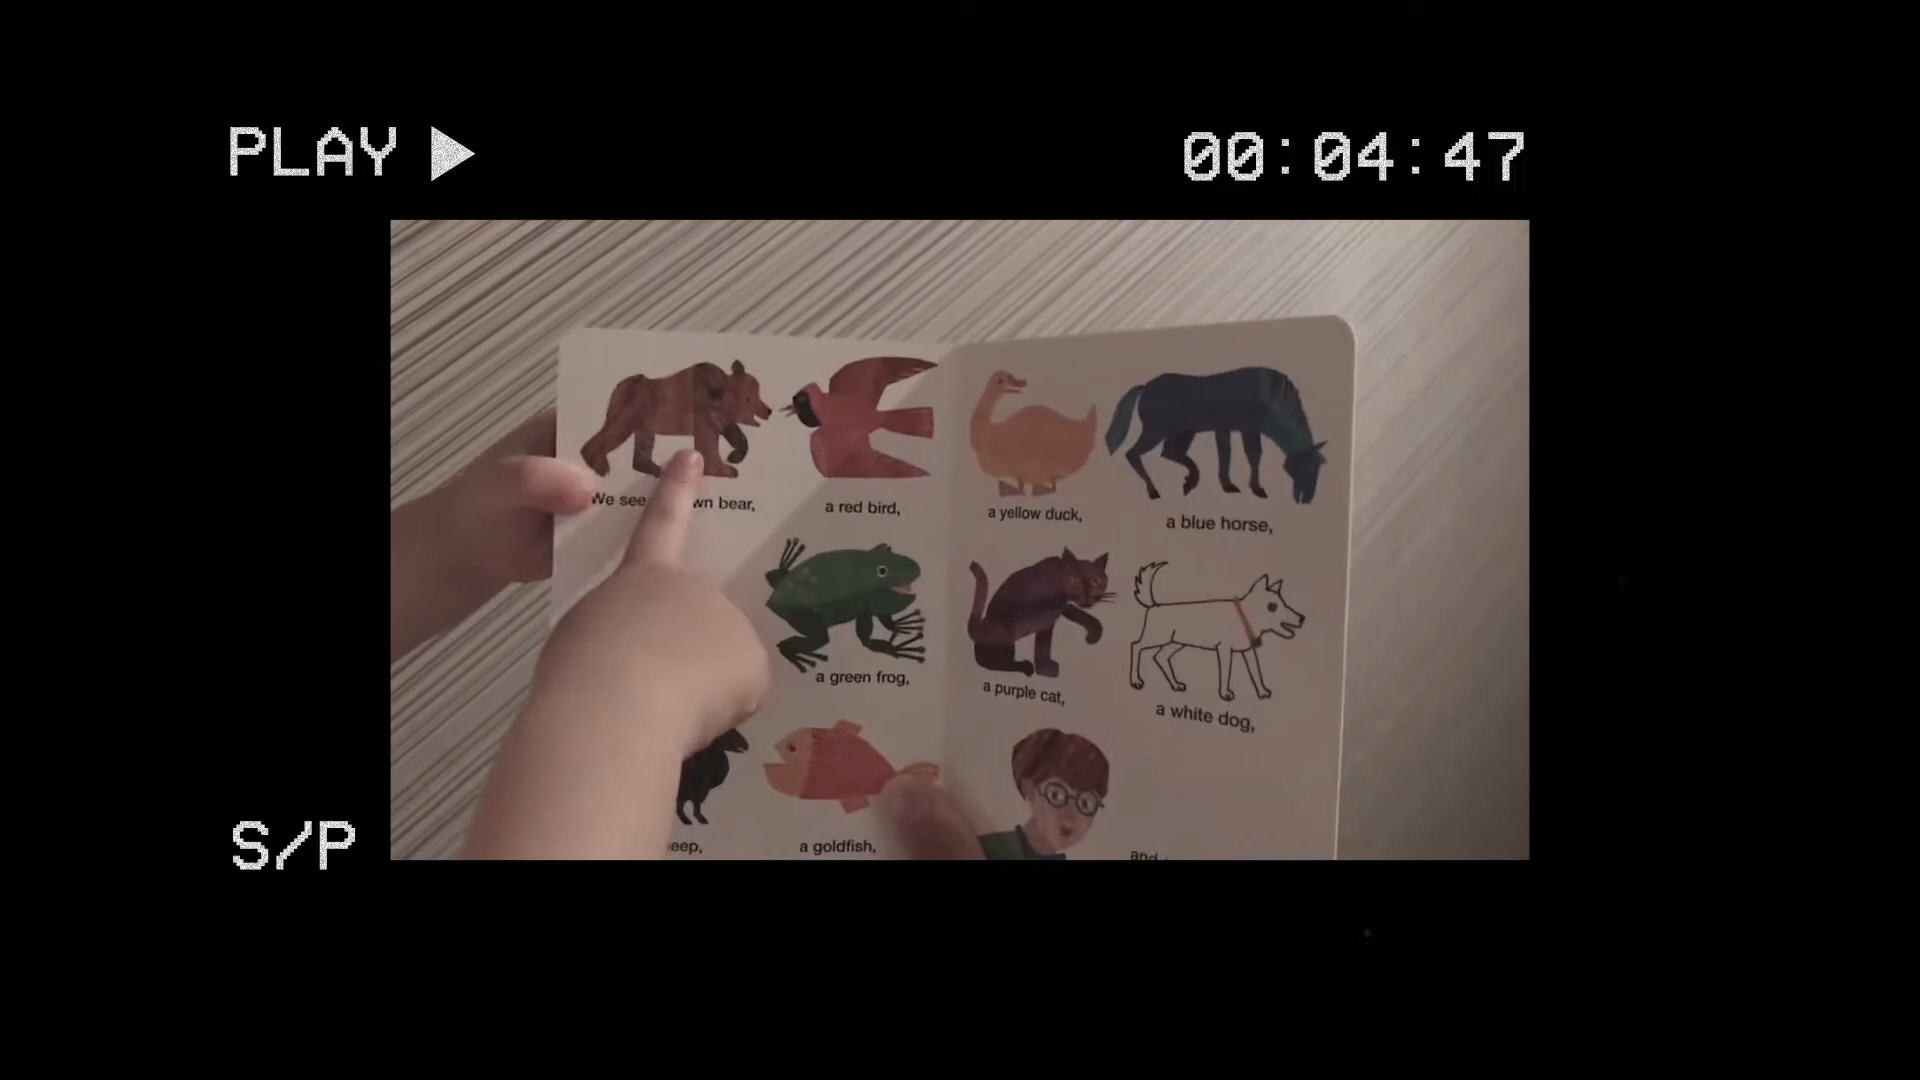 PLAY
00:04:47
We see wn bear,
a red bird,
a yellow duck,
a blue horse,
a green frog,
a purple cat,
a white dog,
eep,
a goldfish,
and
S/P